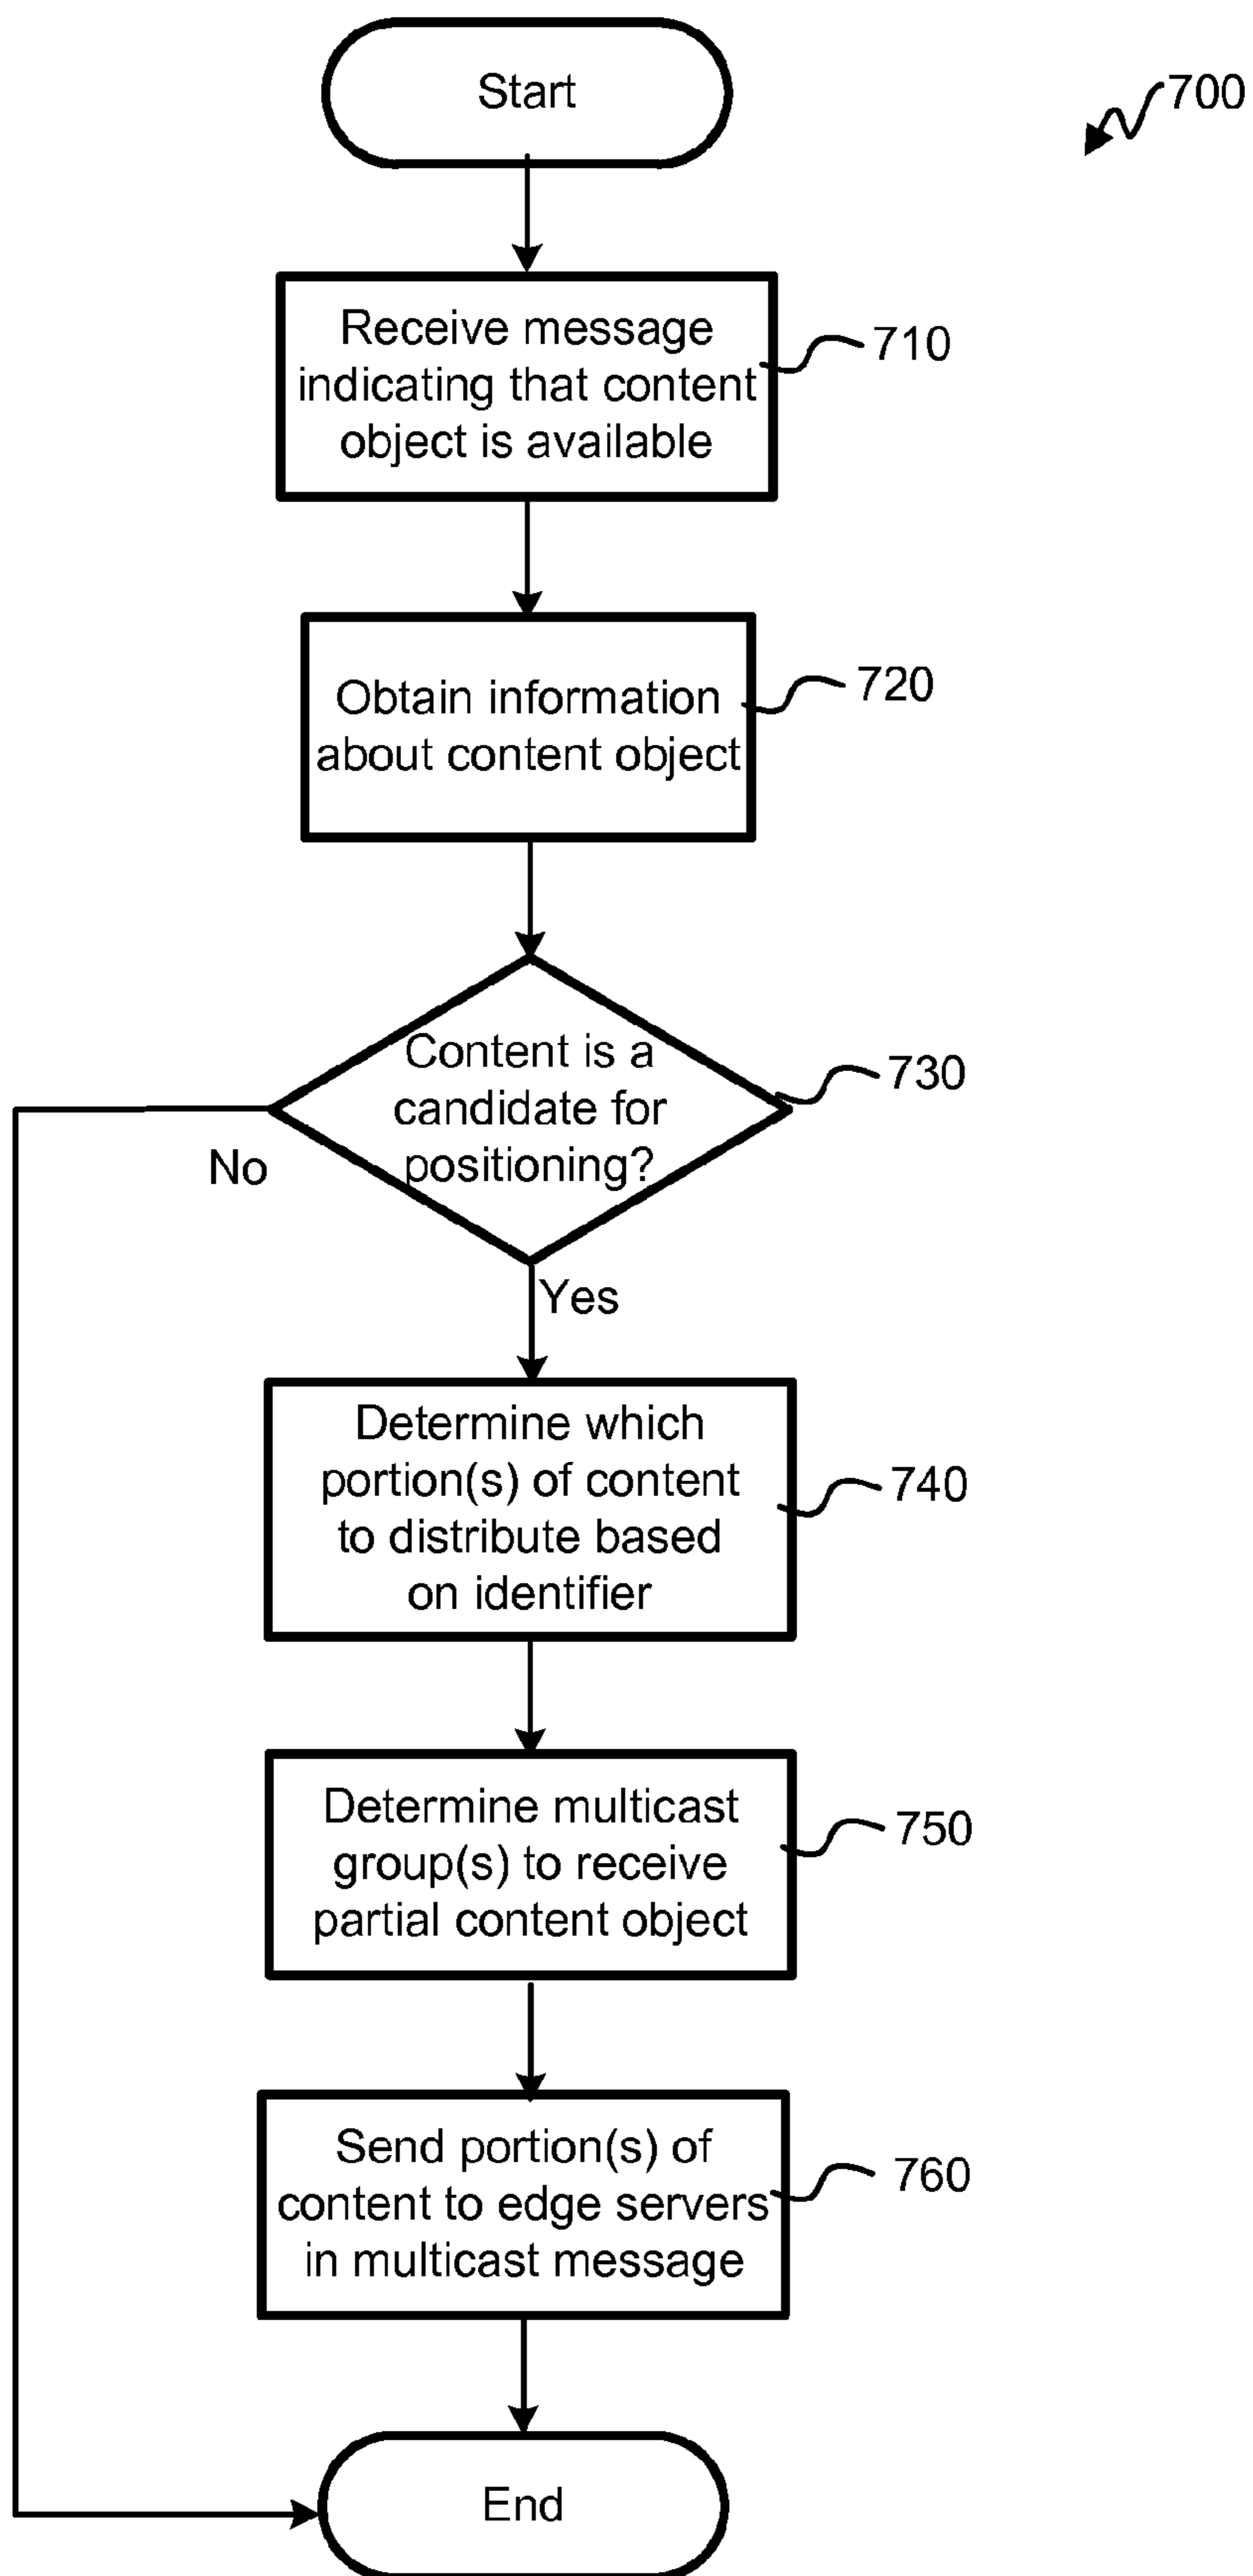 Start
700
Receive message
indicating that content
object is available
710
Obtain information
about content object
720
Content is a
candidate for
positioning?
730
No
Yes
Determine which
portion(s) of content
to distribute based
on identifier
740
Determine multicast
group(s) to receive
partial content object
750
Send portion(s) of
content to edge servers
in multicast message
760
End